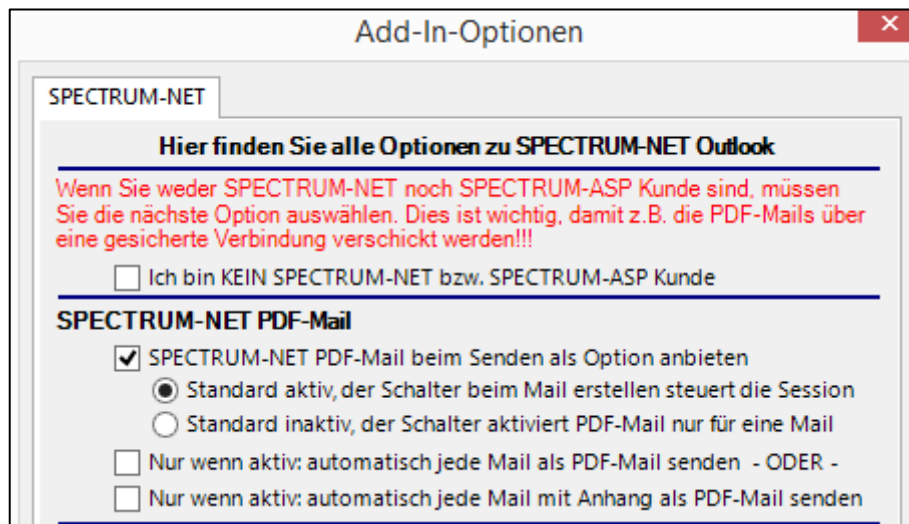 Add-In-Optionen
SPECTRUM-NET
Hier finden Sie alle Optionen zu SPECTRUM-NET Outlook
Wenn Sie weder SPECTRUM-NET noch SPECTRUM-ASP Kunde sind, müssen
Sie die nächste Option auswählen. Dies ist wichtig, damit z.B. die PDF-Mails über
eine gesicherte Verbindung verschickt werden!!!
Ich bin KEIN SPECTRUM-NET bzw. SPECTRUM-ASP Kunde
SPECTRUM-NET PDF-Mail
SPECTRUM-NET PDF-Mail beim Senden als Option anbieten
Standard aktiv, der Schalter beim Mail erstellen steuert die Session
Standard inaktiv, der Schalter aktiviert PDF-Mail nur für eine Mail
Nur wenn aktiv: automatisch jede Mail als PDF-Mail senden - ODER -
Nur wenn aktiv: automatisch jede Mail mit Anhang als PDF-Mail senden